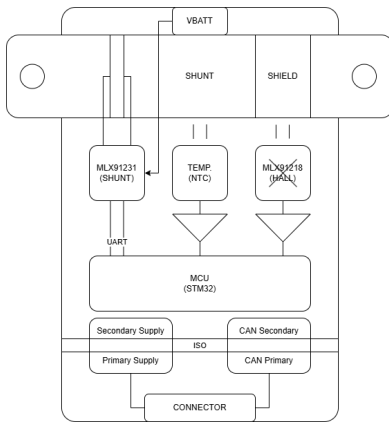 VBATT
SHUNT
SHIELD
MLX91231
(SHUNT)
TEMP.
(NTC)
MLX91218
(HALL)
UART
MCU
(STM32)
Secondary Supply
CAN Secondary
ISO
Primary Supply
CAN Primary
CONNECTOR